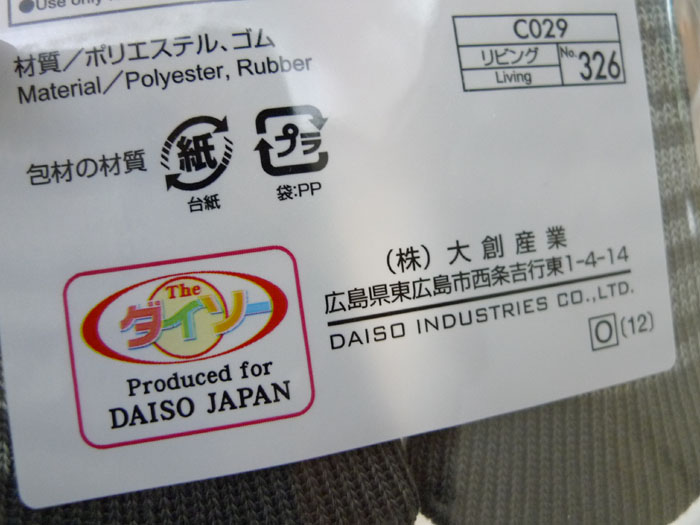 ●Use only
材質／ポリエステル、ゴム
Material／Polyester, Rubber
C029
リビング
Living
No.
326
包材の材質
紙
台紙
プラ
袋:PP
The
ダイソー
Produced for
DAISO JAPAN
（株）大創産業
広島県東広島市西条吉行東1-4-14
DAISO INDUSTRIES CO.,LTD.
O (12)